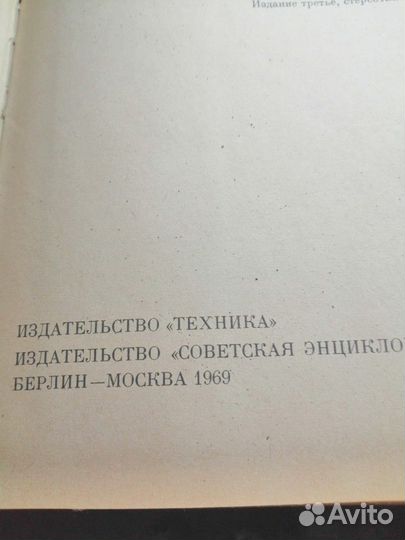 Издание третье, стереоти
ИЗДАТЕЛЬСТВО «ТЕХНИКА»
ИЗДАТЕЛЬСТВО «СОВЕТСКАЯ ЭНЦИКЛО
БЕРЛИН—МОСКВА 1969
Avito